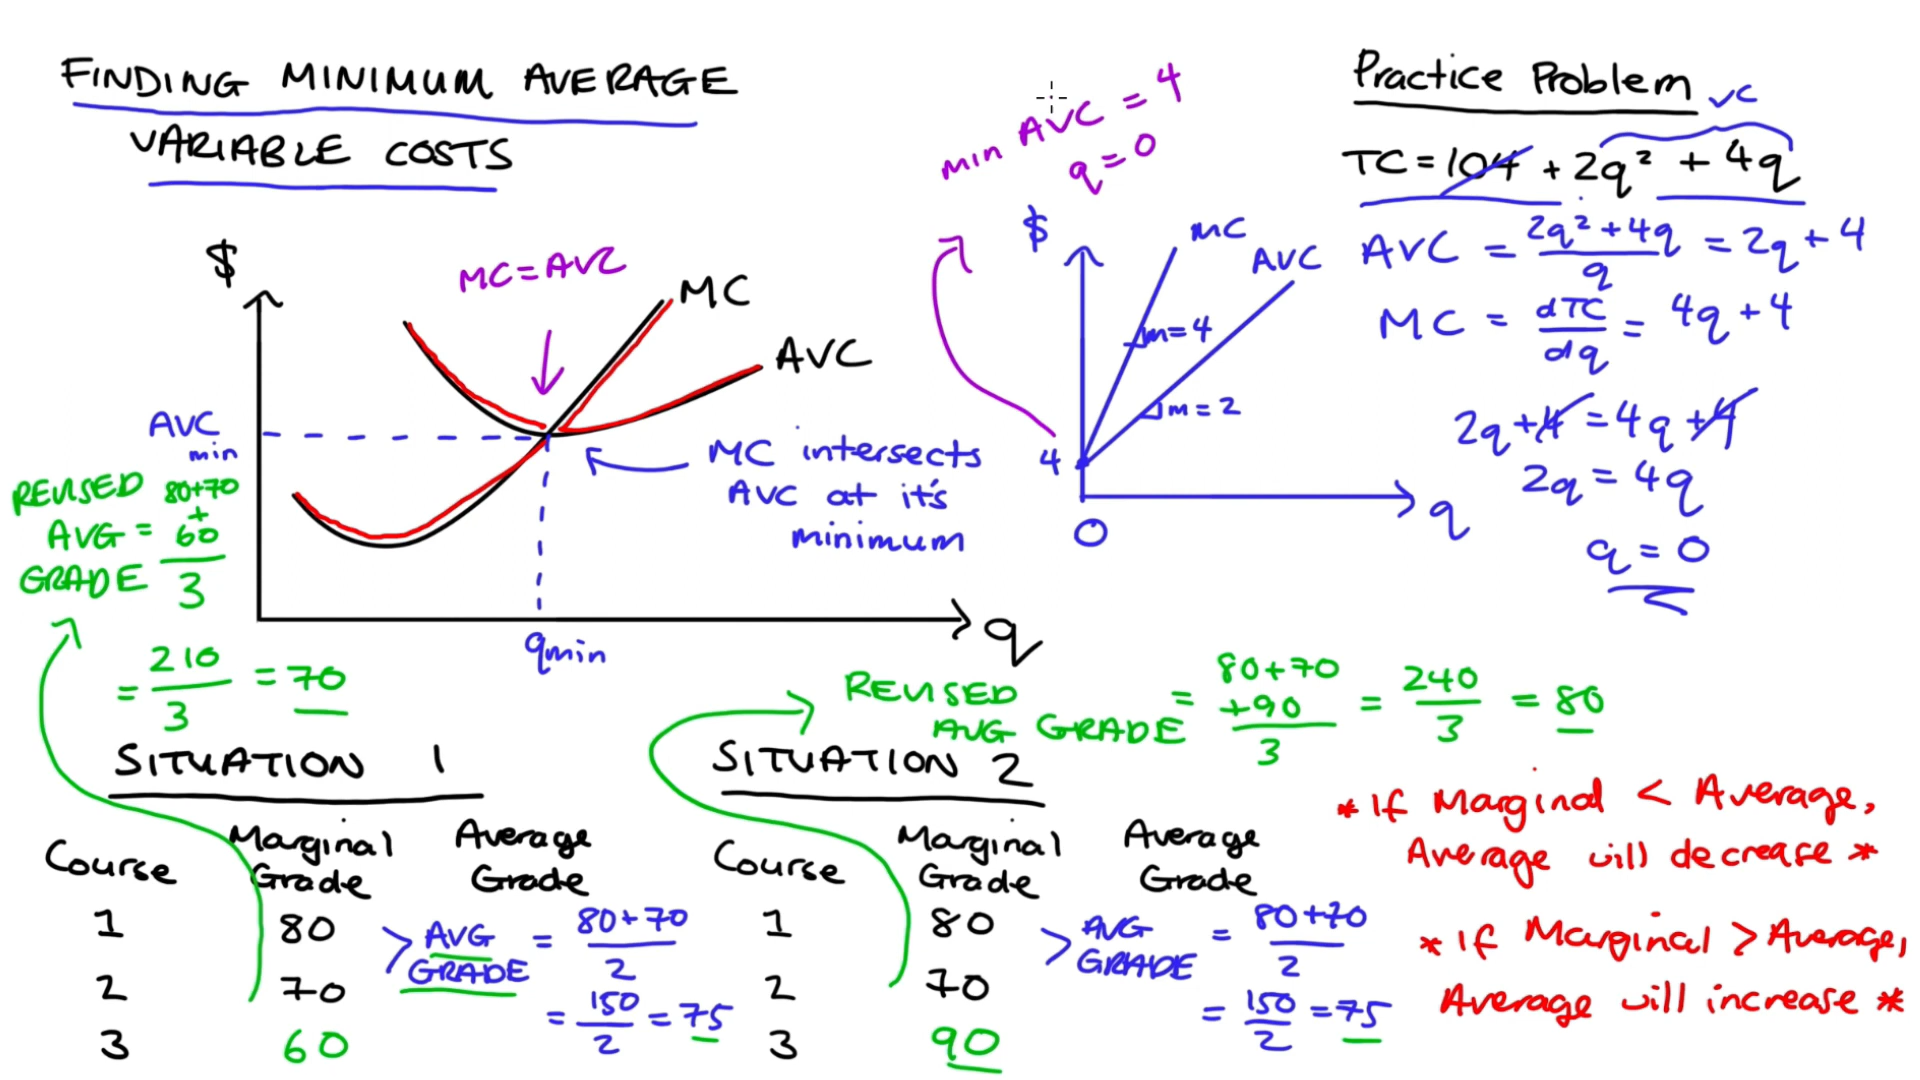 FINDING MINIMUM AVERAGE
VARIABLE COSTS
$
MC = AVC
MC
AVC
AVC
min
MC intersects
AVC at it's
minimum
q
qmin
min AVC = 4
q = 0
$
MC
AVC
m = 4
m = 2
4
0
q
Practice Problem
VC
TC = 104 + 2q² + 4q
AVC = 2q² + 4q / q = 2q + 4
MC = dTC / dq = 4q + 4
2q + 4 = 4q + 4
2q = 4q
q = 0
REVISED
AVG
GRADE
= 80+70 + 60 / 3
= 210 / 3 = 70
SITUATION 1
Course Marginal Grade Average Grade
1 80
2 70
3 60
> AVG GRADE = 80+70 / 2
= 150 / 2 = 75
REVISED
AVG GRADE = 80+70 +90 / 3 = 240 / 3 = 80
SITUATION 2
Course Marginal Grade Average Grade
1 80
2 70
3 90
> AVG GRADE = 80+70 / 2
= 150 / 2 = 75
* If Marginal < Average,
Average will decrease *
* If Marginal > Average,
Average will increase *